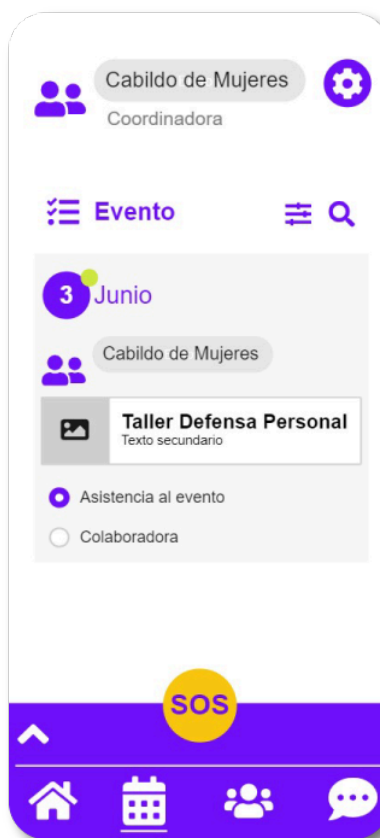 Cabildo de Mujeres
Coordinadora
Evento
3 Junio
Cabildo de Mujeres
Taller Defensa Personal
Texto secundario
Asistencia al evento
Colaboradora
SOS